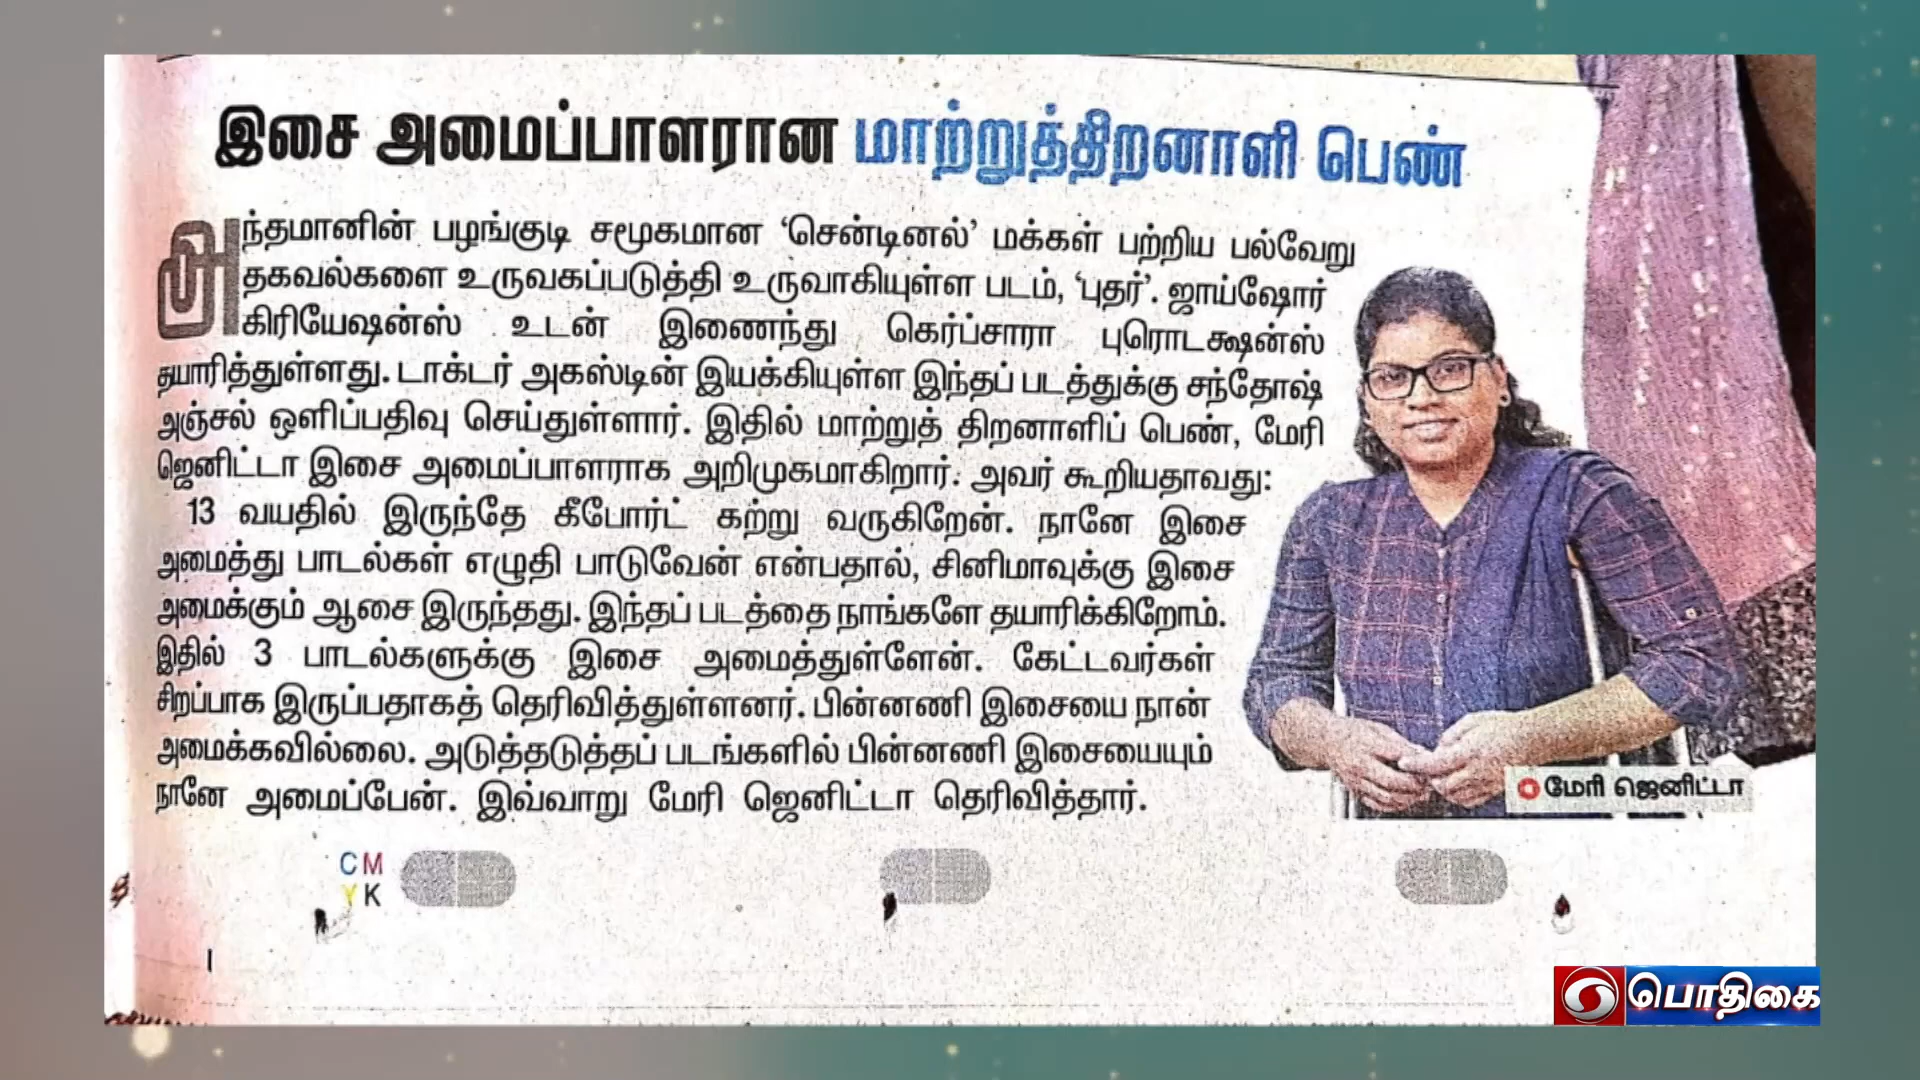 இசை அமைப்பாளரான மாற்றுத்திறனாளி பெண்
அந்தமானின் பழங்குடி சமூகமான ‘சென்டினல்’ மக்கள் பற்றிய பல்வேறு
தகவல்களை உருவகப்படுத்தி உருவாகியுள்ள படம், ‘புதர்’. ஜாய்ஷோர்
கிரியேஷன்ஸ் உடன் இணைந்து கெர்ப்சாரா புரொடக்ஷன்ஸ்
தயாரித்துள்ளது. டாக்டர் அகஸ்டின் இயக்கியுள்ள இந்தப் படத்துக்கு சந்தோஷ்
அஞ்சல் ஒளிப்பதிவு செய்துள்ளார். இதில் மாற்றுத் திறனாளிப் பெண், மேரி
ஜெனிட்டா இசை அமைப்பாளராக அறிமுகமாகிறார். அவர் கூறியதாவது:
13 வயதில் இருந்தே கீபோர்ட் கற்று வருகிறேன். நானே இசை
அமைத்து பாடல்கள் எழுதி பாடுவேன் என்பதால், சினிமாவுக்கு இசை
அமைக்கும் ஆசை இருந்தது. இந்தப் படத்தை நாங்களே தயாரிக்கிறோம்.
இதில் 3 பாடல்களுக்கு இசை அமைத்துள்ளேன். கேட்டவர்கள்
சிறப்பாக இருப்பதாகத் தெரிவித்துள்ளனர். பின்னணி இசையை நான்
அமைக்கவில்லை. அடுத்தடுத்தப் படங்களில் பின்னணி இசையையும்
நானே அமைப்பேன். இவ்வாறு மேரி ஜெனிட்டா தெரிவித்தார்.
மேரி ஜெனிட்டா
CM
YK
பொதிகை